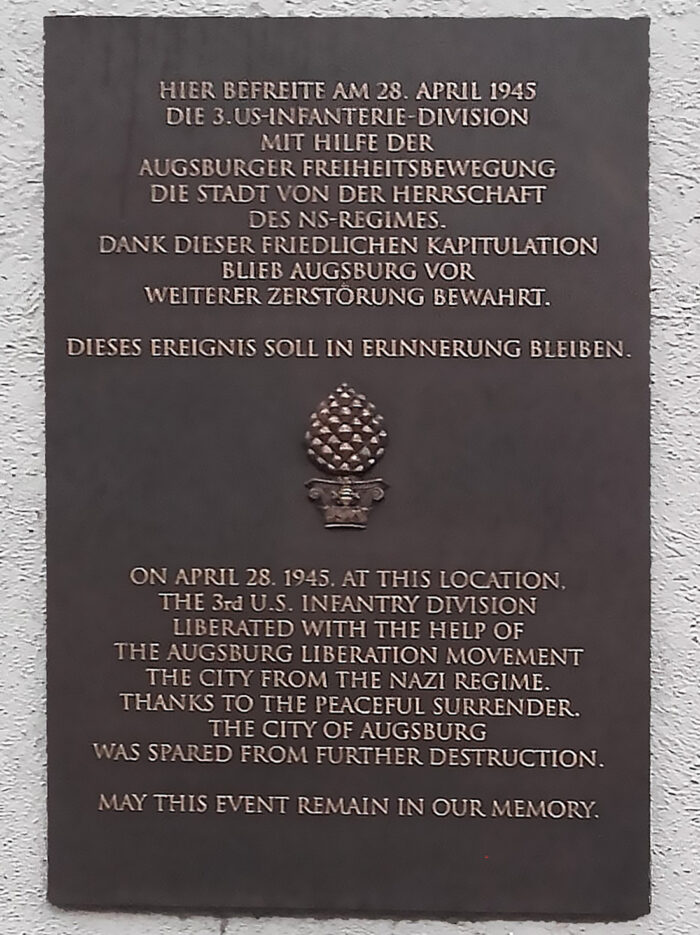 HIER BEFREITE AM 28. APRIL 1945
DIE 3.US-INFANTERIE-DIVISION
MIT HILFE DER
AUGSBURGER FREIHEITSBEWEGUNG
DIE STADT VON DER HERRSCHAFT
DES NS-REGIMES.
DANK DIESER FRIEDLICHEN KAPITULATION
BLIEB AUGSBURG VOR
WEITERER ZERSTÖRUNG BEWAHRT.
DIESES EREIGNIS SOLL IN ERINNERUNG BLEIBEN.
ON APRIL 28. 1945. AT THIS LOCATION,
THE 3rd U.S. INFANTRY DIVISION
LIBERATED WITH THE HELP OF
THE AUGSBURG LIBERATION MOVEMENT
THE CITY FROM THE NAZI REGIME.
THANKS TO THE PEACEFUL SURRENDER,
THE CITY OF AUGSBURG
WAS SPARED FROM FURTHER DESTRUCTION.
MAY THIS EVENT REMAIN IN OUR MEMORY.